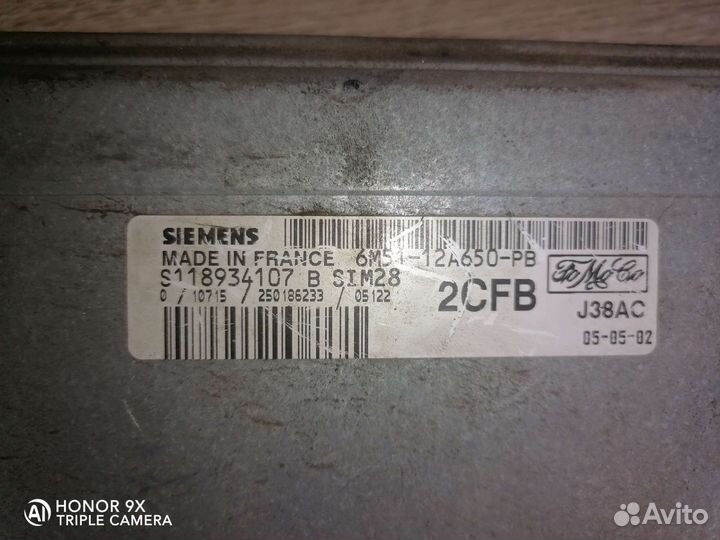 SIEMENS
MADE IN FRANCE 6M51-12A650-PB
S118934107 B SIM28
0 / 10715 / 250186233 / 05122
2CFB
FoMoCo
J38AC
05-05-02
HONOR 9X
TRIPLE CAMERA
AI
Avito